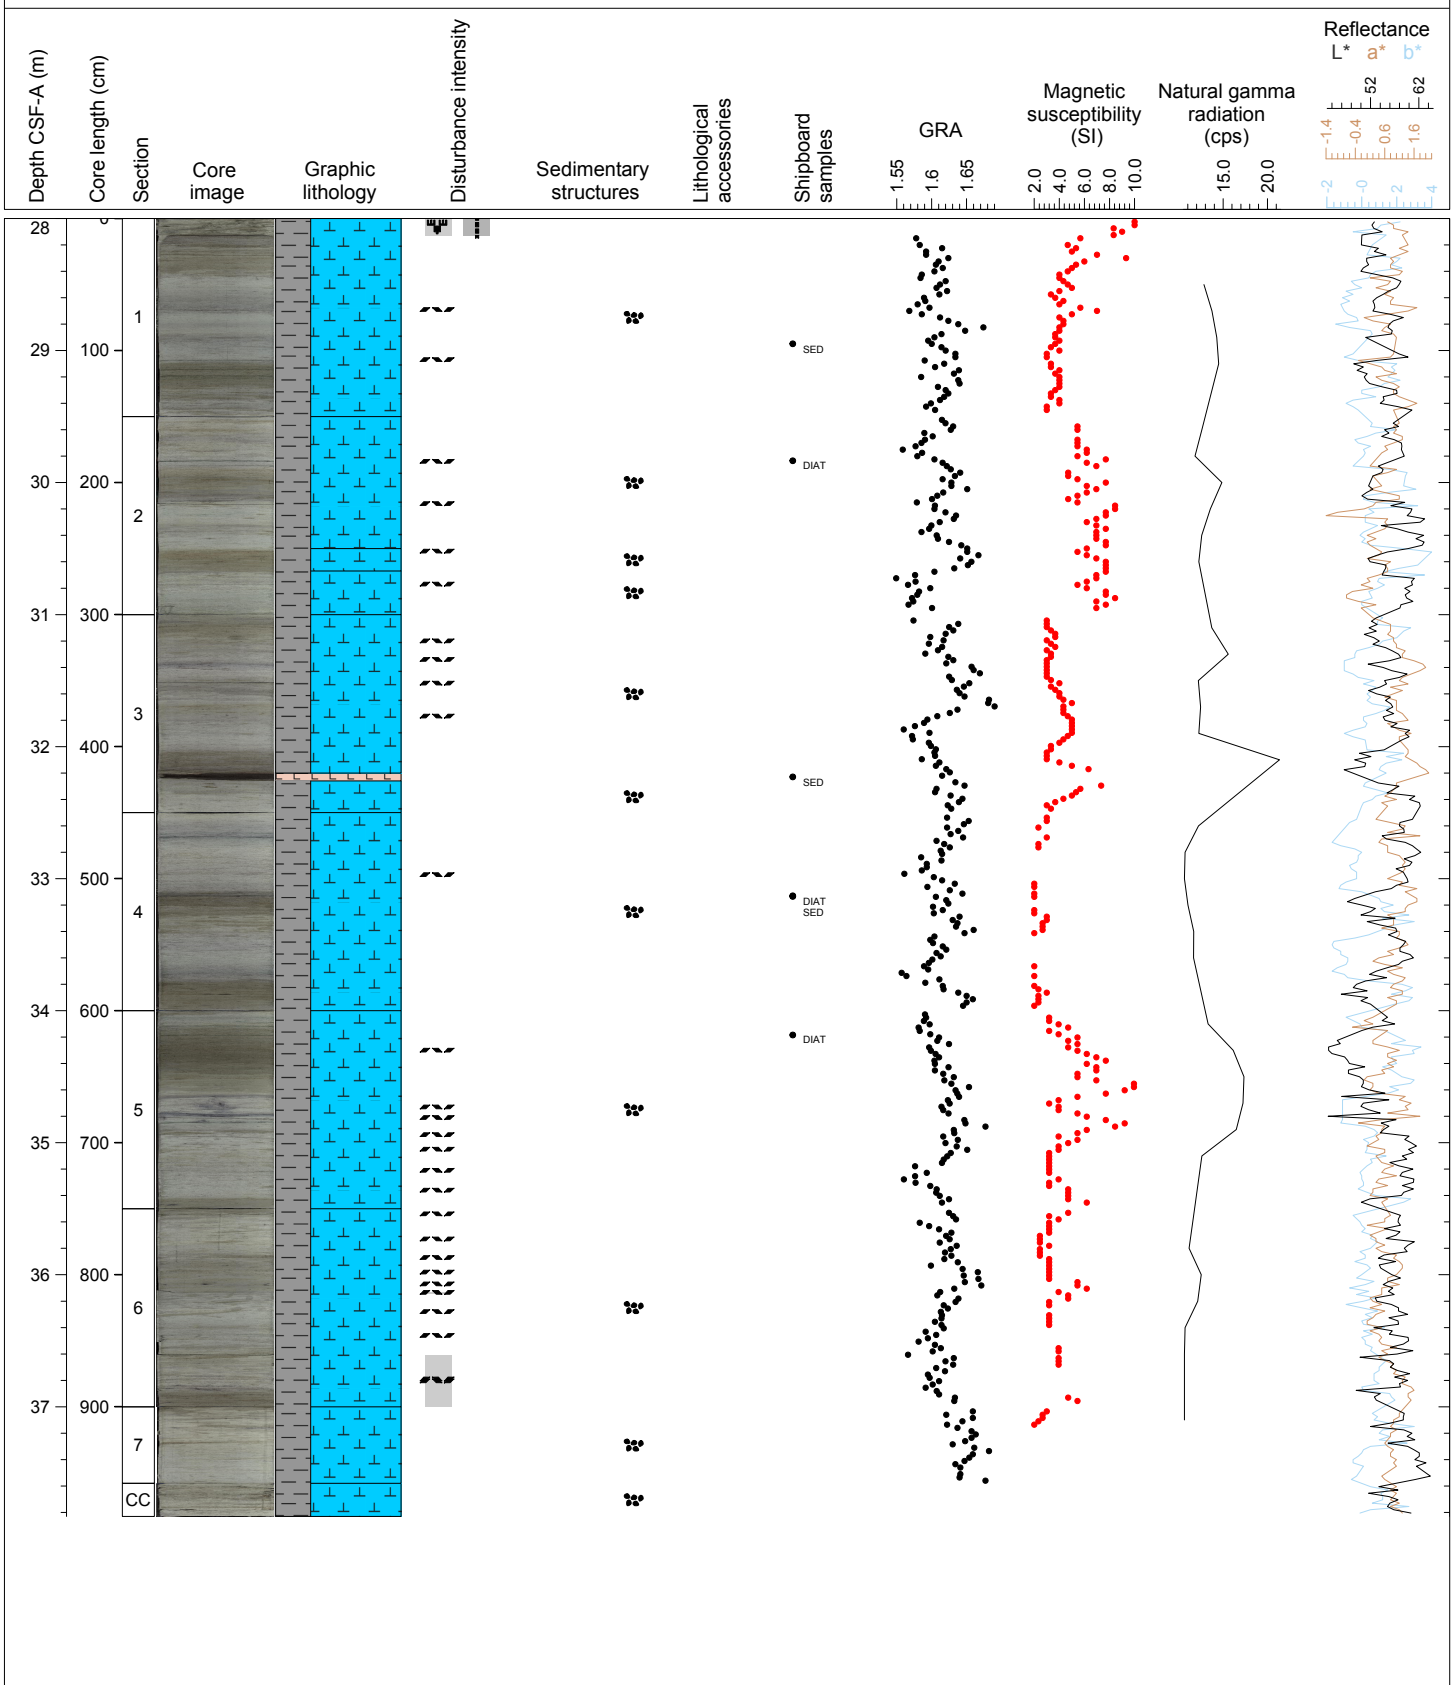 Depth CSF-A (m)
Core length (cm)
Section
Core
image
Graphic
lithology
Disturbance intensity
Sedimentary
structures
Lithological
accessories
Shipboard
samples
GRA
1.55
1.6
1.65
Magnetic
susceptibility
(SI)
2.0
4.0
6.0
8.0
10.0
Natural gamma
radiation
(cps)
15.0
20.0
Reflectance
L* a* b*
52
62
-1.4
-0.4
0.6
1.6
-2
-0
2
4
28
0
1
29
100
SED
DIAT
30
200
2
31
300
3
32
400
SED
33
500
DIAT
SED
4
34
600
DIAT
5
35
700
36
800
6
37
900
7
CC